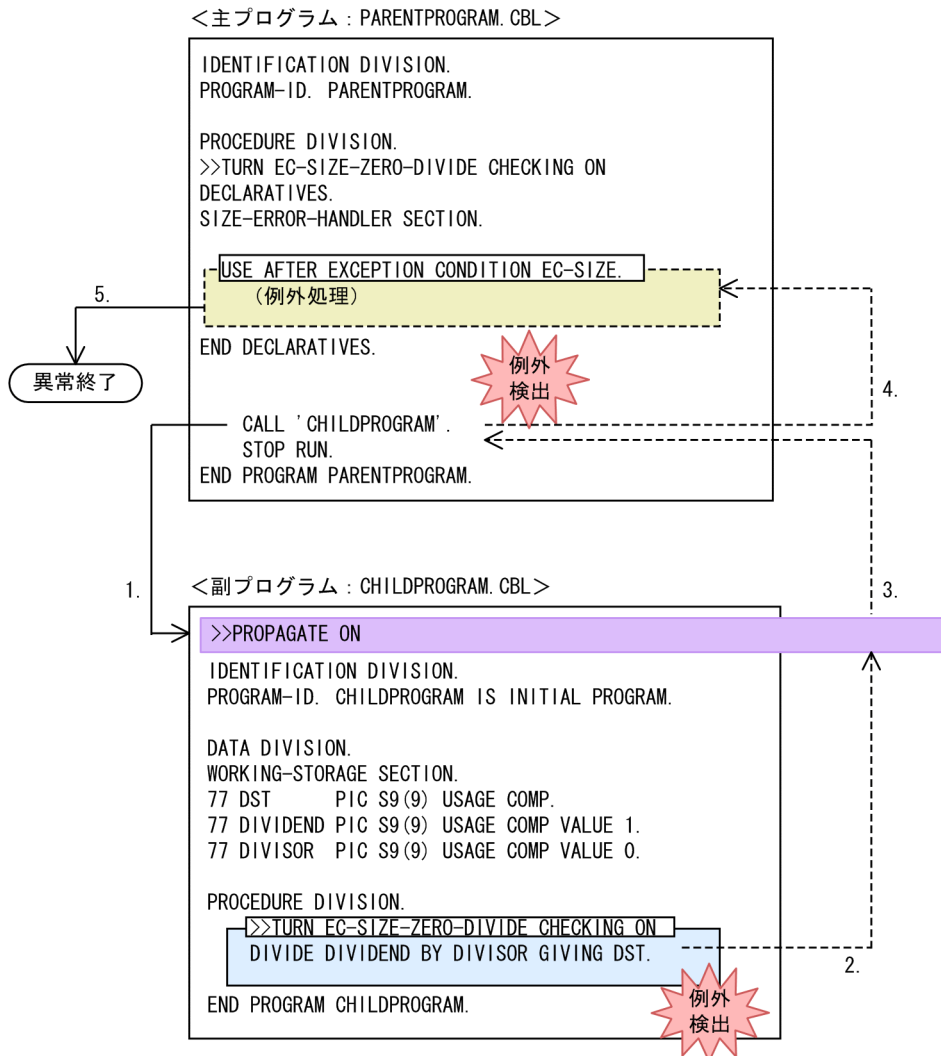 ＜主プログラム：PARENTPROGRAM.CBL＞
IDENTIFICATION DIVISION.
PROGRAM-ID. PARENTPROGRAM.
PROCEDURE DIVISION.
>>TURN EC-SIZE-ZERO-DIVIDE CHECKING ON
DECLARATIVES.
SIZE-ERROR-HANDLER SECTION.
USE AFTER EXCEPTION CONDITION EC-SIZE.
（例外処理）
5.
END DECLARATIVES.
異常終了
例外
検出
4.
CALL 'CHILDPROGRAM'.
STOP RUN.
END PROGRAM PARENTPROGRAM.
1.
3.
＜副プログラム：CHILDPROGRAM.CBL＞
>>PROPAGATE ON
IDENTIFICATION DIVISION.
PROGRAM-ID. CHILDPROGRAM IS INITIAL PROGRAM.
DATA DIVISION.
WORKING-STORAGE SECTION.
77 DST      PIC S9(9) USAGE COMP.
77 DIVIDEND PIC S9(9) USAGE COMP VALUE 1.
77 DIVISOR  PIC S9(9) USAGE COMP VALUE 0.
PROCEDURE DIVISION.
>>TURN EC-SIZE-ZERO-DIVIDE CHECKING ON
DIVIDE DIVIDEND BY DIVISOR GIVING DST.
2.
END PROGRAM CHILDPROGRAM.
例外
検出